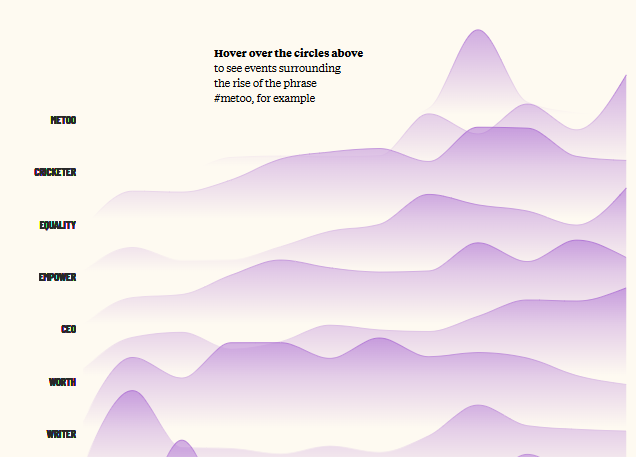 Hover over the circles above
to see events surrounding
the rise of the phrase
#metoo, for example
METOO
CRICKETER
EQUALITY
EMPOWER
CEO
WORTH
WRITER